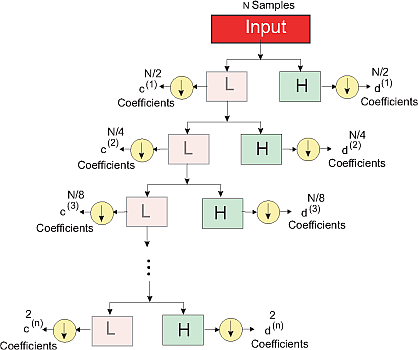 N Samples
Input
N/2
c(1)
Coefficients
L
H
N/2
d(1)
Coefficients
N/4
c(2)
Coefficients
L
H
N/4
d(2)
Coefficients
N/8
c(3)
Coefficients
L
H
N/8
d(3)
Coefficients
2
c(n)
Coefficients
L
H
2
d(n)
Coefficients